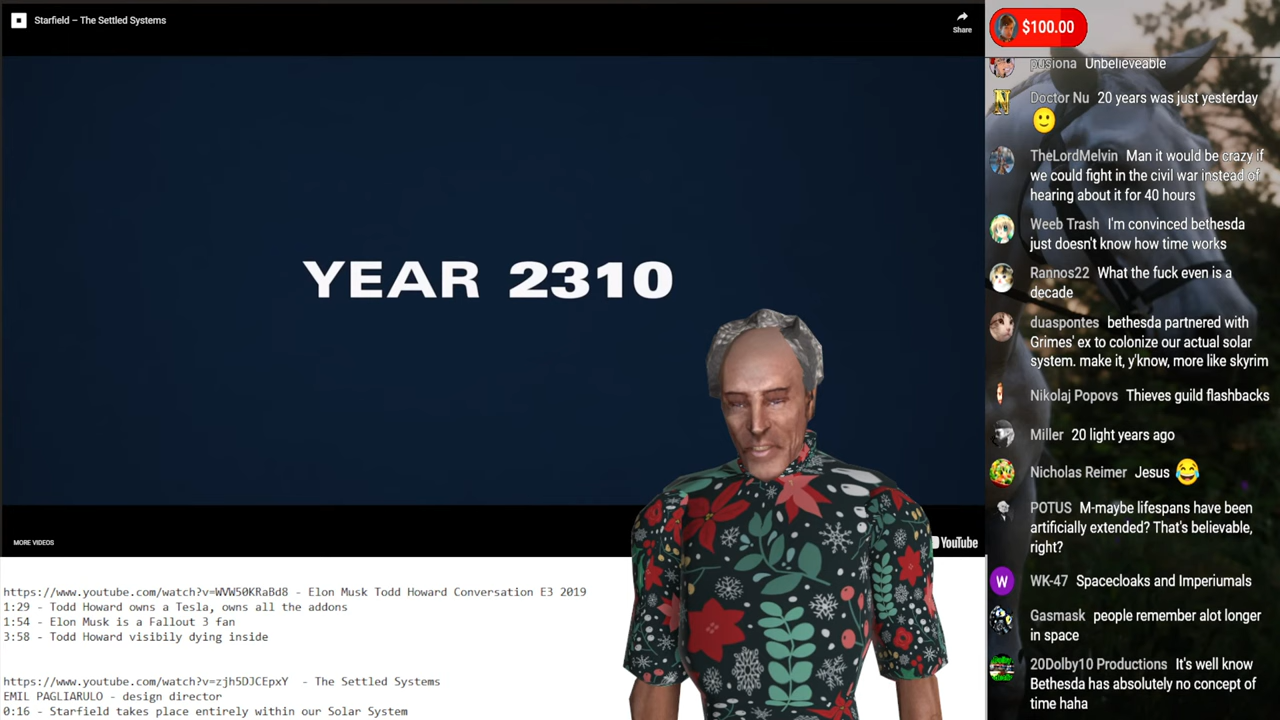 Starfield – The Settled Systems
Share
YEAR 2310
MORE VIDEOS
YouTube
https://www.youtube.com/watch?v=WVW50KRaBd8 - Elon Musk Todd Howard Conversation E3 2019
1:29 - Todd Howard owns a Tesla, owns all the addons
1:54 - Elon Musk is a Fallout 3 fan
3:58 - Todd Howard visibily dying inside
https://www.youtube.com/watch?v=zjh5DJCEpxY - The Settled Systems
EMIL PAGLIARULO - design director
0:16 - Starfield takes place entirely within our Solar System
$100.00
pusiona Unbelieveable
Doctor Nu 20 years was just yesterday
TheLordMelvin Man it would be crazy if
we could fight in the civil war instead of
hearing about it for 40 hours
Weeb Trash I'm convinced bethesda
just doesn't know how time works
Rannos22 What the fuck even is a
decade
duaspontes bethesda partnered with
Grimes' ex to colonize our actual solar
system. make it, y'know, more like skyrim
Nikolaj Popovs Thieves guild flashbacks
Miller 20 light years ago
Nicholas Reimer Jesus 😂
POTUS M-maybe lifespans have been
artificially extended? That's believable,
right?
W
WK-47 Spacecloaks and Imperiumals
Gasmask people remember alot longer
in space
20Dolby10 Productions It's well know
Bethesda has absolutely no concept of
time haha